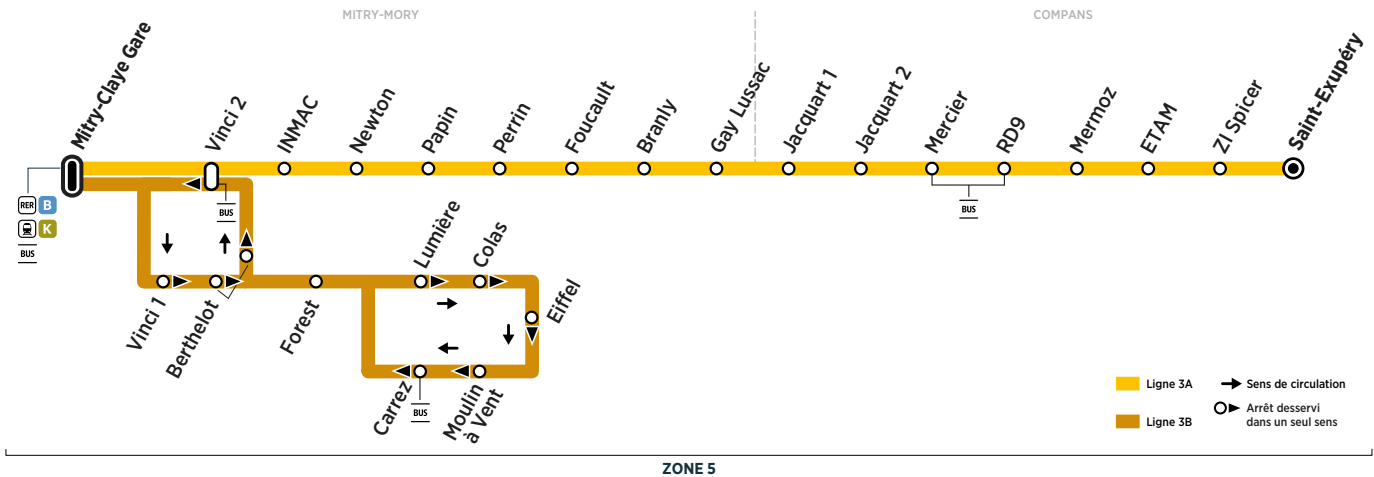 MITRY-MORY
COMPANS
Mitry-Claye Gare
Vinci 2
INMAC
Newton
Papin
Perrin
Foucault
Branly
Gay Lussac
Jacquart 1
Jacquart 2
Mercier
RD9
Mermoz
ETAM
ZI Spicer
Saint-Exupéry
RER B
K
BUS
BUS
BUS
Vinci 1
Berthelot
Forest
Lumière
Colas
Eiffel
Carrez
BUS
Moulin
à Vent
Ligne 3A
Sens de circulation
Ligne 3B
Arrêt desservi
dans un seul sens
ZONE 5